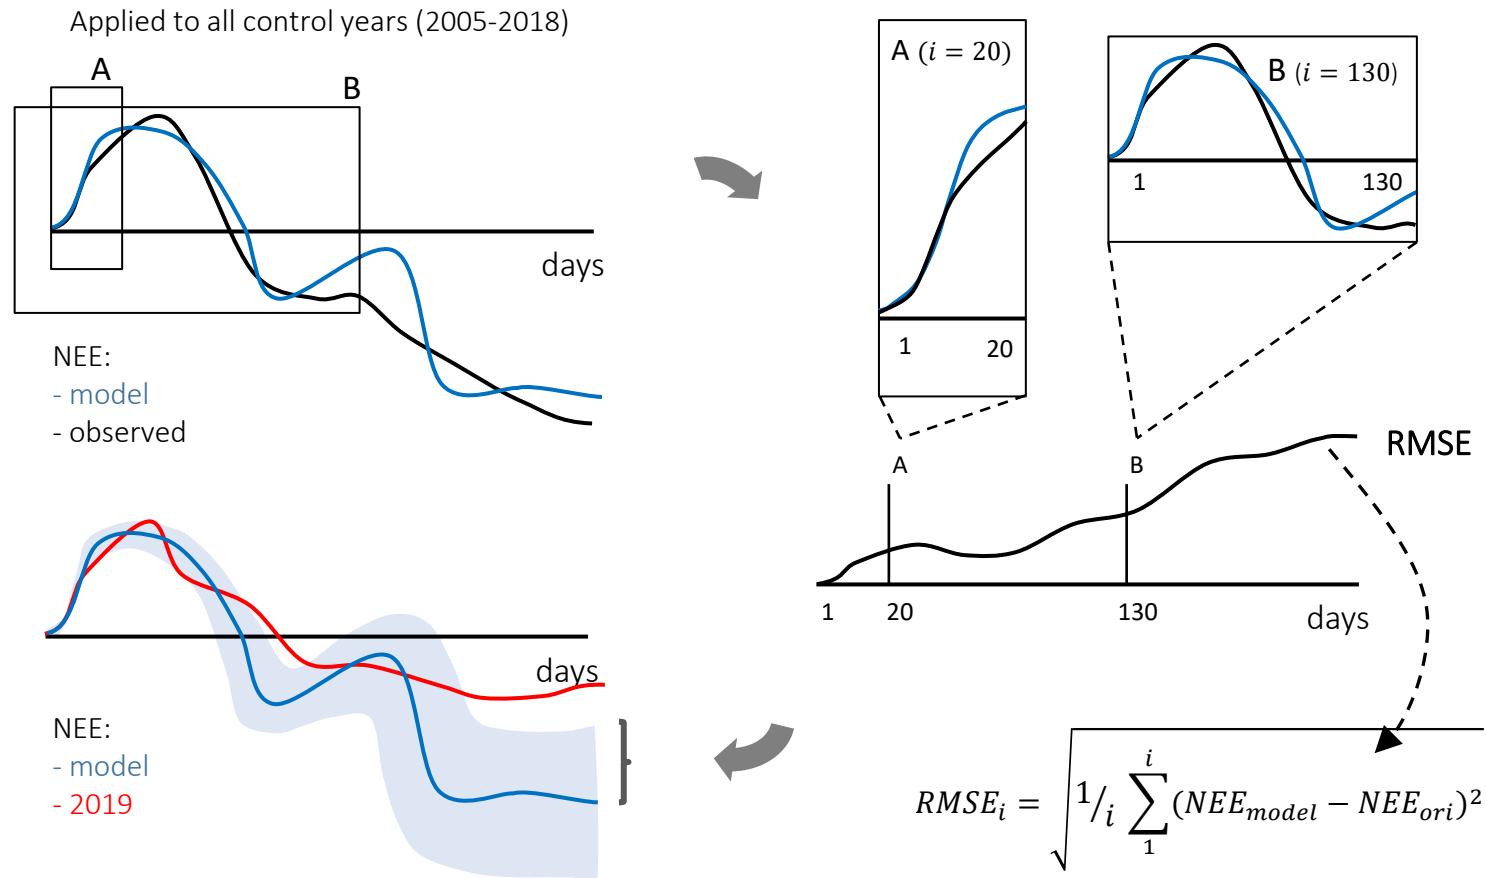 Applied to all control years (2005-2018)
A
B
days
NEE:
- model
- observed
A (i = 20)
1
20
B (i = 130)
1
130
A
B
RMSE
1
20
130
days
RMSE_i = √(1/i ∑_1^i (NEE_model − NEE_ori)²)
days
NEE:
- model
- 2019